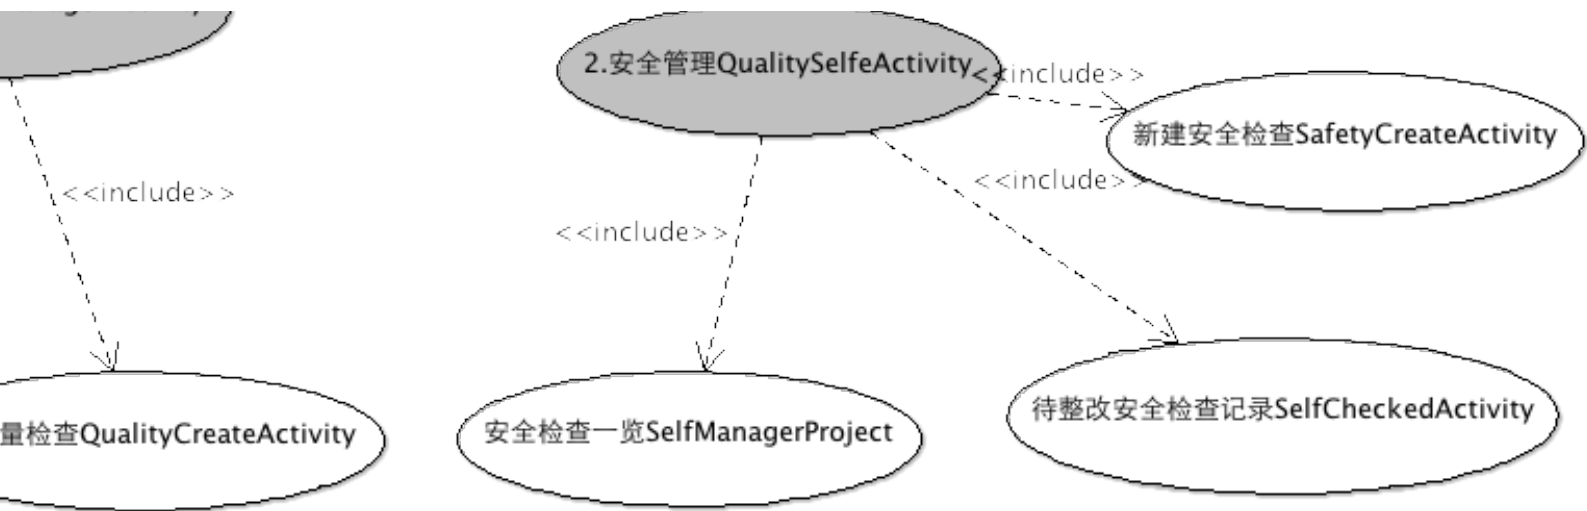 2.安全管理QualitySelfeActivity
<<include>>
新建安全检查SafetyCreateActivity
<<include>>
<<include>>
<<include>>
待整改安全检查记录SelfCheckedActivity
量检查QualityCreateActivity
安全检查一览SelfManagerProject